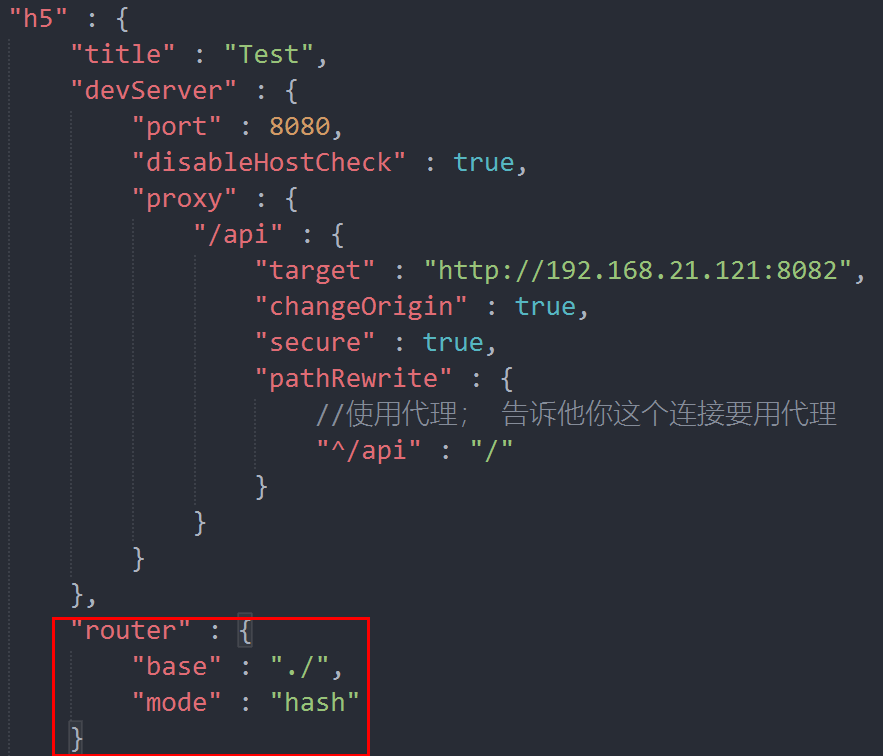 "h5" : {
"title" : "Test",
"devServer" : {
"port" : 8080,
"disableHostCheck" : true,
"proxy" : {
"/api" : {
"target" : "http://192.168.21.121:8082",
"changeOrigin" : true,
"secure" : true,
"pathRewrite" : {
//使用代理； 告诉他你这个连接要用代理
"^/api" : "/"
}
}
}
},
"router" : {
"base" : "./",
"mode" : "hash"
}